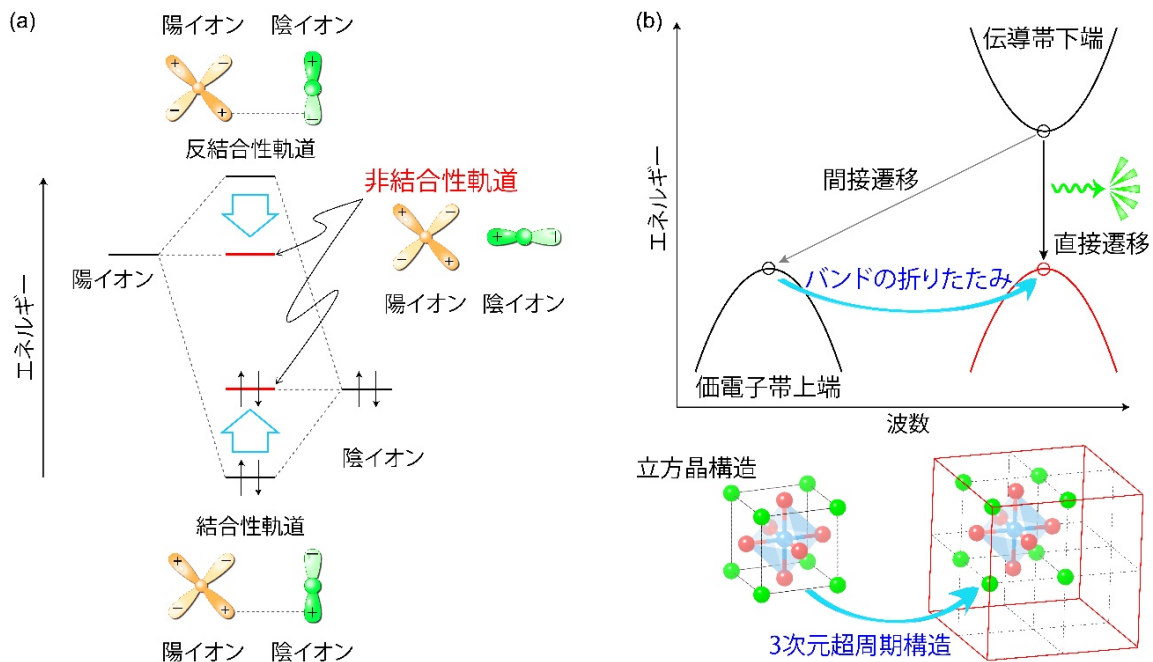 (a)
陽イオン 陰イオン
+ − +
− + −
反結合性軌道
非結合性軌道
エネルギー
陽イオン
+ − + −
− +
陽イオン 陰イオン
陰イオン
結合性軌道
+ − −
− + +
陽イオン 陰イオン
(b)
エネルギー
伝導帯下端
間接遷移
直接遷移
バンドの折りたたみ
価電子帯上端
波数
立方晶構造
3次元超周期構造